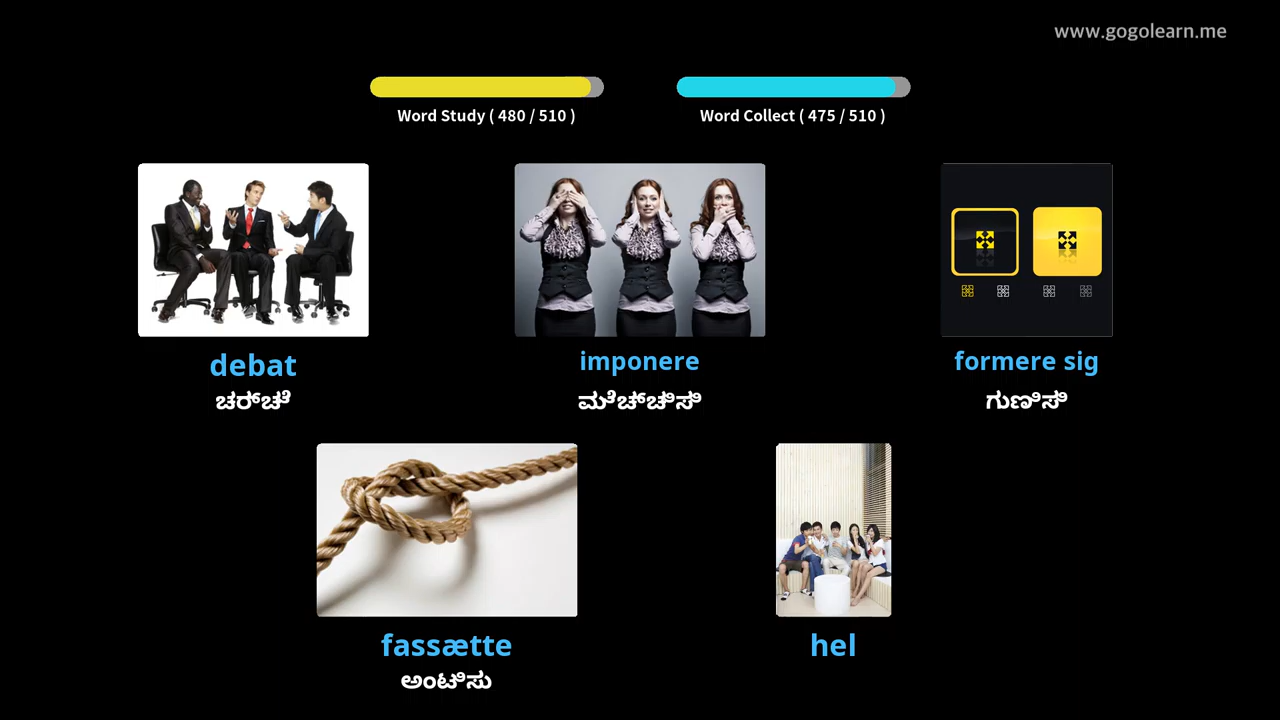 www.gogolearn.me
Word Study ( 480 / 510 )
Word Collect ( 475 / 510 )
debat
imponere
formere sig
ಚರ್ಚೆ
ಮೆಚ್ಚಿಸಿ
ಗುಣಿಸಿ
fassætte
hel
ಅಂಟಿಸು